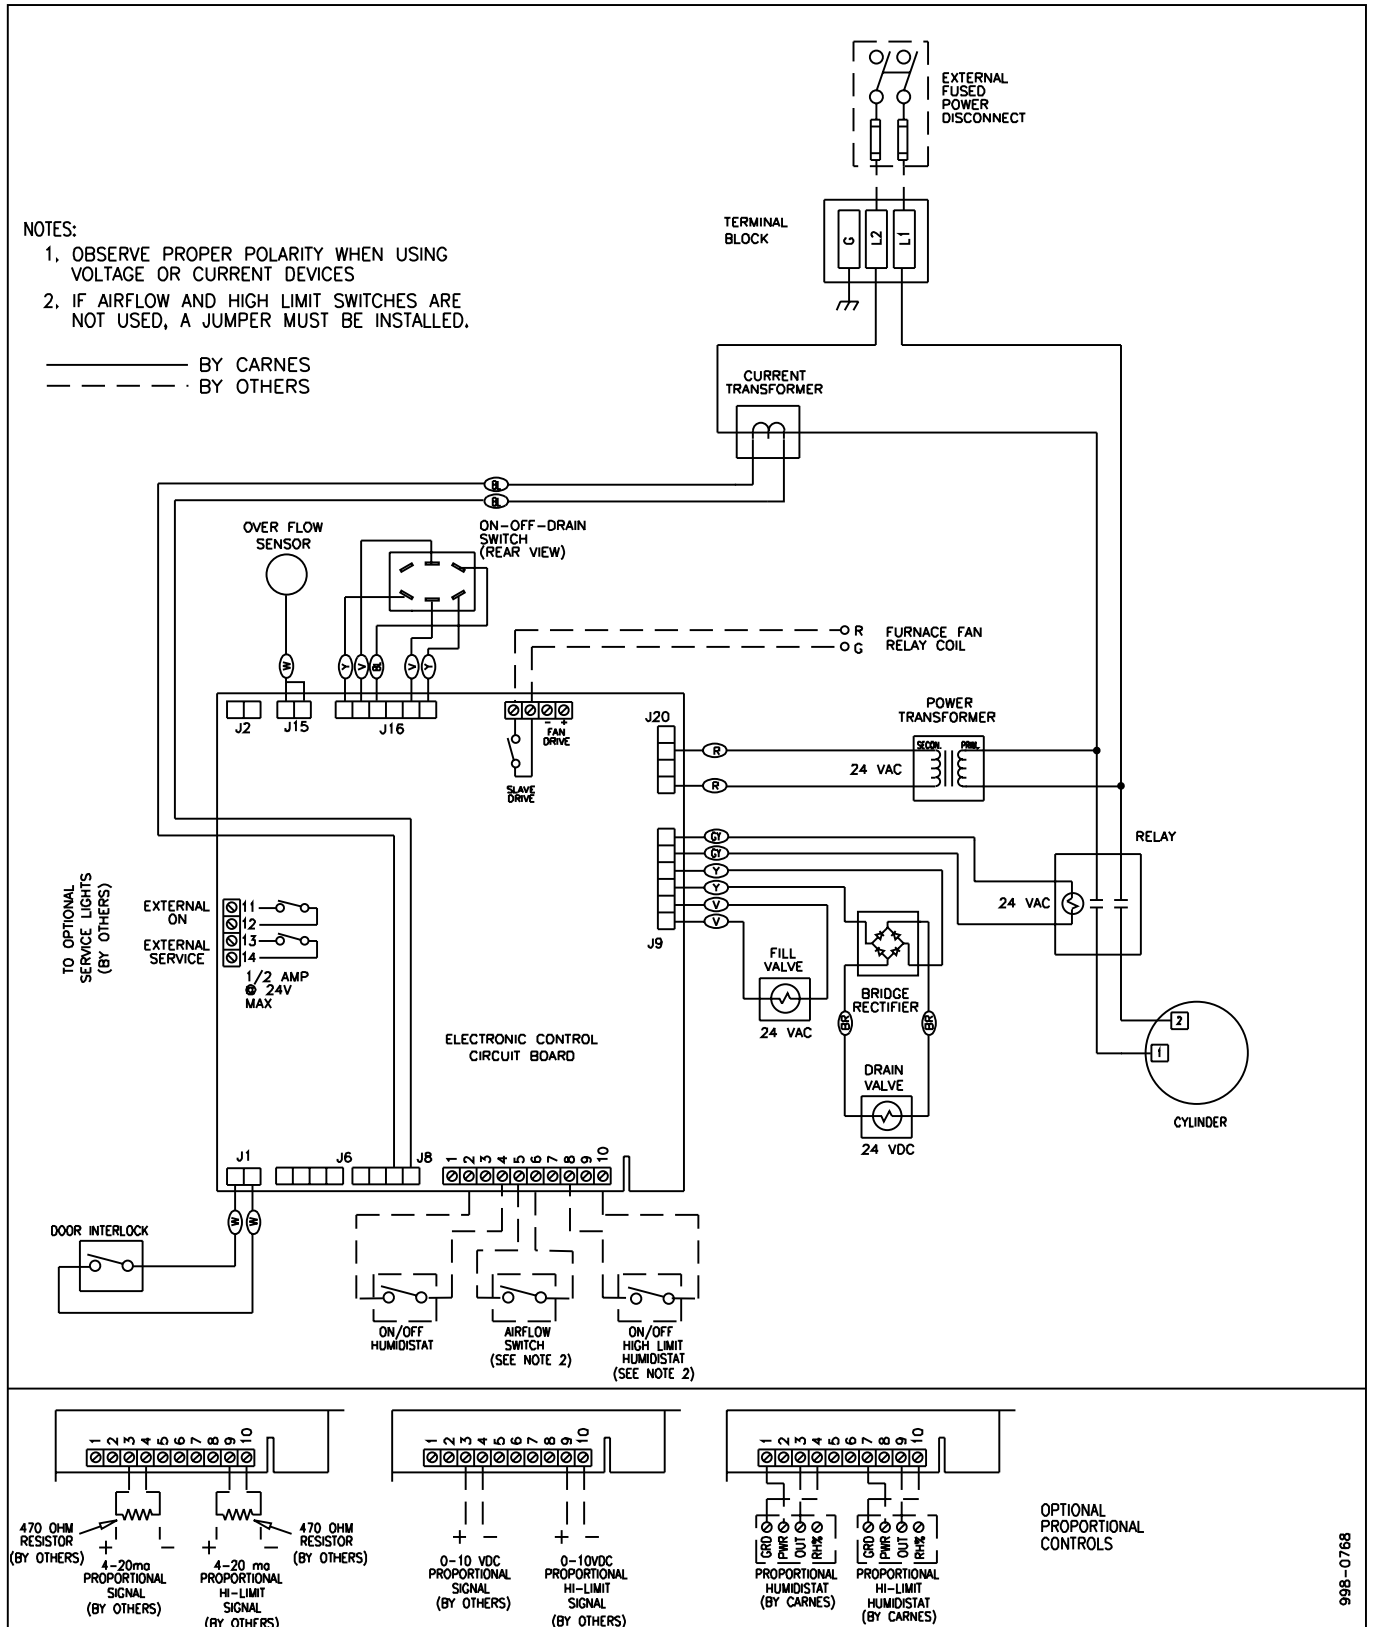 EXTERNAL
FUSED
POWER
DISCONNECT
TERMINAL
BLOCK
G
L2
L1
NOTES:
1. OBSERVE PROPER POLARITY WHEN USING
VOLTAGE OR CURRENT DEVICES
2. IF AIRFLOW AND HIGH LIMIT SWITCHES ARE
NOT USED, A JUMPER MUST BE INSTALLED.
BY CARNES
BY OTHERS
CURRENT
TRANSFORMER
BL
BL
OVER FLOW
SENSOR
ON-OFF-DRAIN
SWITCH
(REAR VIEW)
W
Y
V
BL
V
Y
R
G
FURNACE FAN
RELAY COIL
J2
J15
J16
- +
FAN
DRIVE
SLAVE
DRIVE
J20
R
R
POWER
TRANSFORMER
SECON.
PRIM.
24 VAC
GY
GY
Y
Y
V
V
J9
RELAY
24 VAC
TO OPTIONAL
SERVICE LIGHTS
(BY OTHERS)
EXTERNAL
ON
EXTERNAL
SERVICE
11
12
13
14
1/2 AMP
@ 24V
MAX
FILL
VALVE
24 VAC
BRIDGE
RECTIFIER
BR
BR
DRAIN
VALVE
24 VDC
2
1
CYLINDER
ELECTRONIC CONTROL
CIRCUIT BOARD
J1
J6
J8
1 2 3 4 5 6 7 8 9 10
W
W
DOOR INTERLOCK
ON/OFF
HUMIDISTAT
AIRFLOW
SWITCH
(SEE NOTE 2)
ON/OFF
HIGH LIMIT
HUMIDISTAT
(SEE NOTE 2)
1 2 3 4 5 6 7 8 9 10
470 OHM
RESISTOR
(BY OTHERS)
+ -
4-20ma
PROPORTIONAL
SIGNAL
(BY OTHERS)
+ -
4-20 ma
PROPORTIONAL
HI-LIMIT
SIGNAL
(BY OTHERS)
470 OHM
RESISTOR
(BY OTHERS)
1 2 3 4 5 6 7 8 9 10
+ -
0-10 VDC
PROPORTIONAL
SIGNAL
(BY OTHERS)
+ -
0-10VDC
PROPORTIONAL
HI-LIMIT
SIGNAL
(BY OTHERS)
1 2 3 4 5 6 7 8 9 10
GRD
PWR
OUT
RH%
PROPORTIONAL
HUMIDISTAT
(BY CARNES)
GRD
PWR
OUT
RH%
PROPORTIONAL
HI-LIMIT
HUMIDISTAT
(BY CARNES)
OPTIONAL
PROPORTIONAL
CONTROLS
998-0768